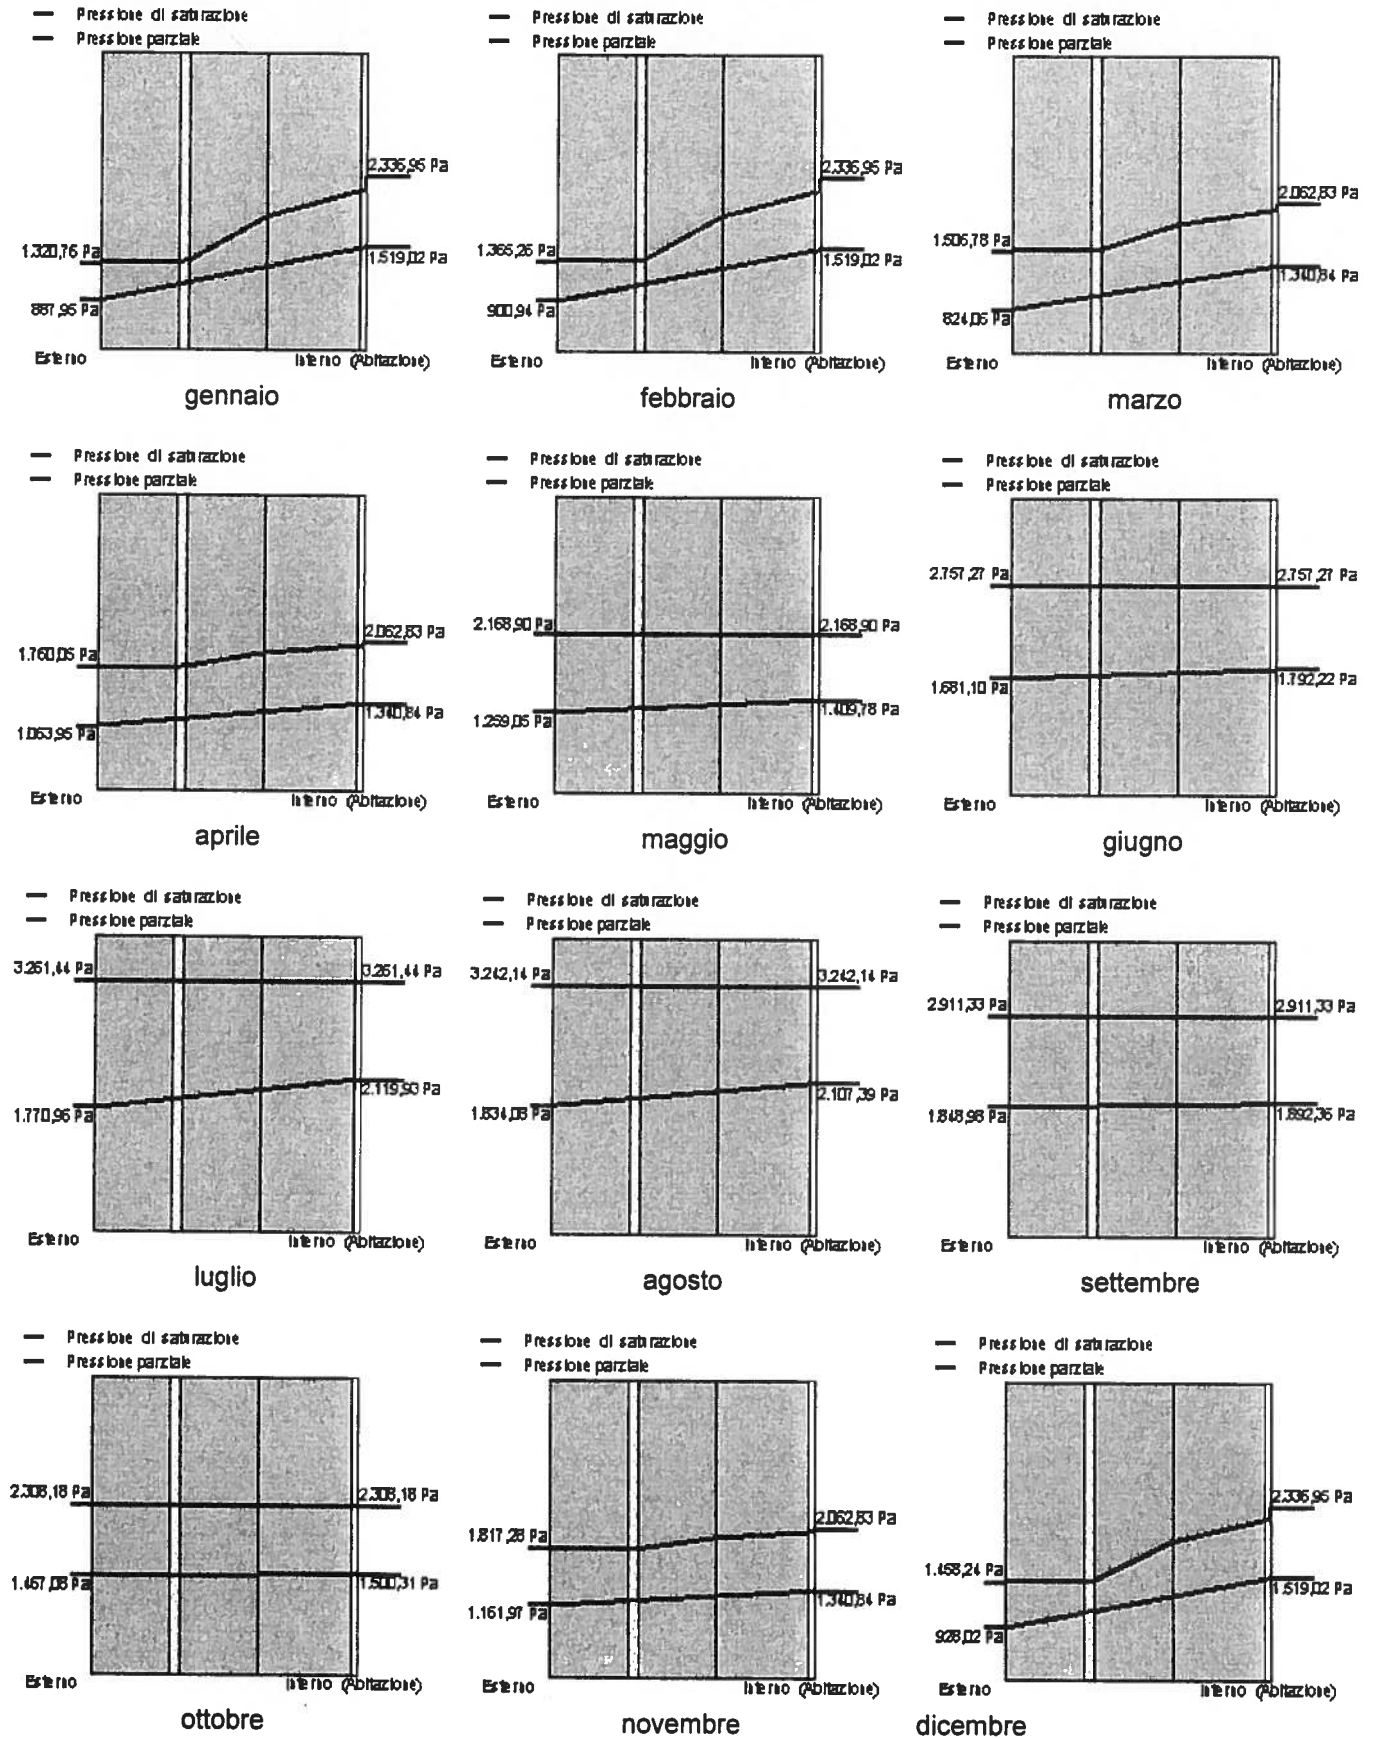 Pressione di saturazione
Pressione parziale
2.336,95 Pa
1.320,76 Pa
1.519,02 Pa
887,95 Pa
Esterno
Interno (Abitazione)
gennaio
Pressione di saturazione
Pressione parziale
2.336,95 Pa
1.365,26 Pa
1.519,02 Pa
900,94 Pa
Esterno
Interno (Abitazione)
febbraio
Pressione di saturazione
Pressione parziale
2.062,83 Pa
1.506,78 Pa
1.340,84 Pa
824,05 Pa
Esterno
Interno (Abitazione)
marzo
Pressione di saturazione
Pressione parziale
2.062,83 Pa
1.760,05 Pa
1.340,84 Pa
1.063,95 Pa
Esterno
Interno (Abitazione)
aprile
Pressione di saturazione
Pressione parziale
2.168,90 Pa
2.168,90 Pa
1.409,78 Pa
1.259,05 Pa
Esterno
Interno (Abitazione)
maggio
Pressione di saturazione
Pressione parziale
2.757,27 Pa
2.757,27 Pa
1.792,22 Pa
1.681,10 Pa
Esterno
Interno (Abitazione)
giugno
Pressione di saturazione
Pressione parziale
3.261,44 Pa
3.261,44 Pa
2.119,93 Pa
1.770,96 Pa
Esterno
Interno (Abitazione)
luglio
Pressione di saturazione
Pressione parziale
3.242,14 Pa
3.242,14 Pa
2.107,39 Pa
1.834,08 Pa
Esterno
Interno (Abitazione)
agosto
Pressione di saturazione
Pressione parziale
2.911,33 Pa
2.911,33 Pa
1.848,98 Pa
1.892,36 Pa
Esterno
Interno (Abitazione)
settembre
Pressione di saturazione
Pressione parziale
2.308,18 Pa
2.308,18 Pa
1.467,08 Pa
1.500,31 Pa
Esterno
Interno (Abitazione)
ottobre
Pressione di saturazione
Pressione parziale
2.062,83 Pa
1.817,28 Pa
1.340,84 Pa
1.161,97 Pa
Esterno
Interno (Abitazione)
novembre
Pressione di saturazione
Pressione parziale
2.336,95 Pa
1.458,24 Pa
1.519,02 Pa
928,02 Pa
Esterno
Interno (Abitazione)
dicembre